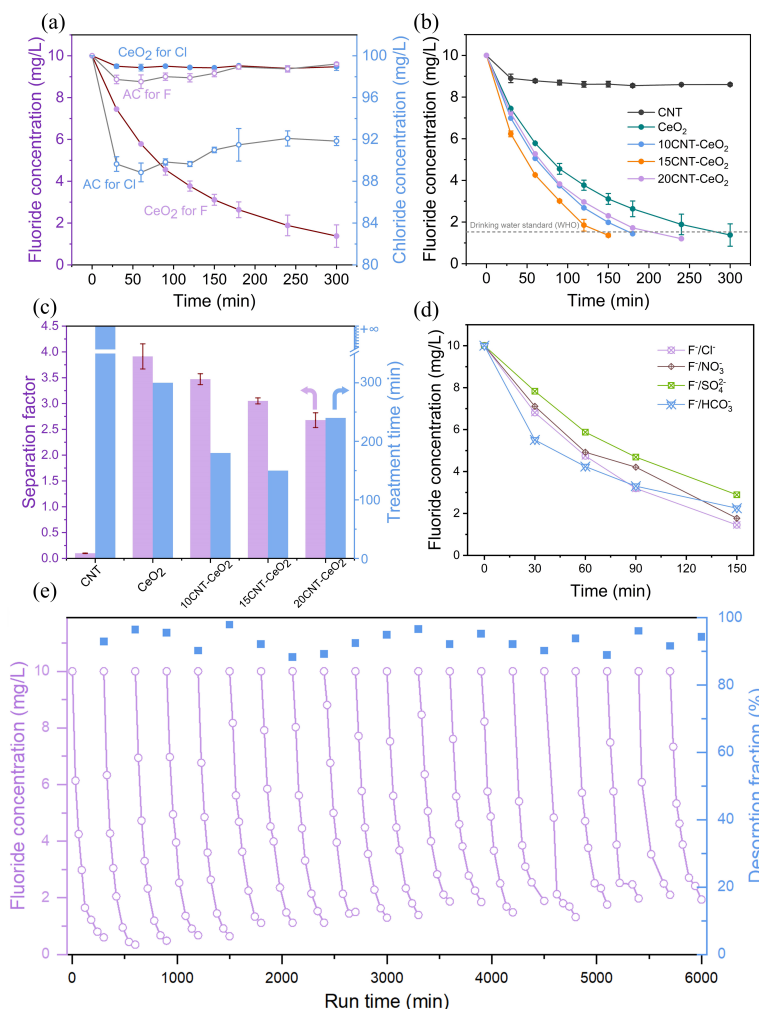 (a)
Fluoride concentration (mg/L)
12
10
8
6
4
2
0
CeO2 for Cl
AC for F
AC for Cl
CeO2 for F
100
96
92
88
84
80
Chloride concentration (mg/L)
0 50 100 150 200 250 300
Time (min)
(b)
Fluoride concentration (mg/L)
12
10
8
6
4
2
0
CNT
CeO2
10CNT-CeO2
15CNT-CeO2
20CNT-CeO2
Drinking water standard (WHO)
0 50 100 150 200 250 300
Time (min)
(c)
Separation factor
4.5
4.0
3.5
3.0
2.5
2.0
1.5
1.0
0.5
0.0
+∞
300
200
100
0
Treatment time (min)
CNT
CeO2
10CNT-CeO2
15CNT-CeO2
20CNT-CeO2
(d)
Fluoride concentration (mg/L)
10
8
6
4
2
0
F⁻/Cl⁻
F⁻/NO₃⁻
F⁻/SO₄²⁻
F⁻/HCO₃⁻
0 30 60 90 120 150
Time (min)
(e)
Fluoride concentration (mg/L)
10
8
6
4
2
0
100
80
60
40
20
0
Desorption fraction (%)
0 1000 2000 3000 4000 5000 6000
Run time (min)